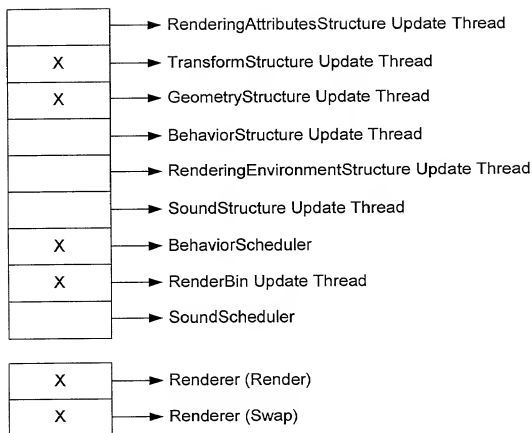 RenderingAttributesStructure Update Thread
X TransformStructure Update Thread
X GeometryStructure Update Thread
BehaviorStructure Update Thread
RenderingEnvironmentStructure Update Thread
SoundStructure Update Thread
X BehaviorScheduler
X RenderBin Update Thread
SoundScheduler
X Renderer (Render)
X Renderer (Swap)